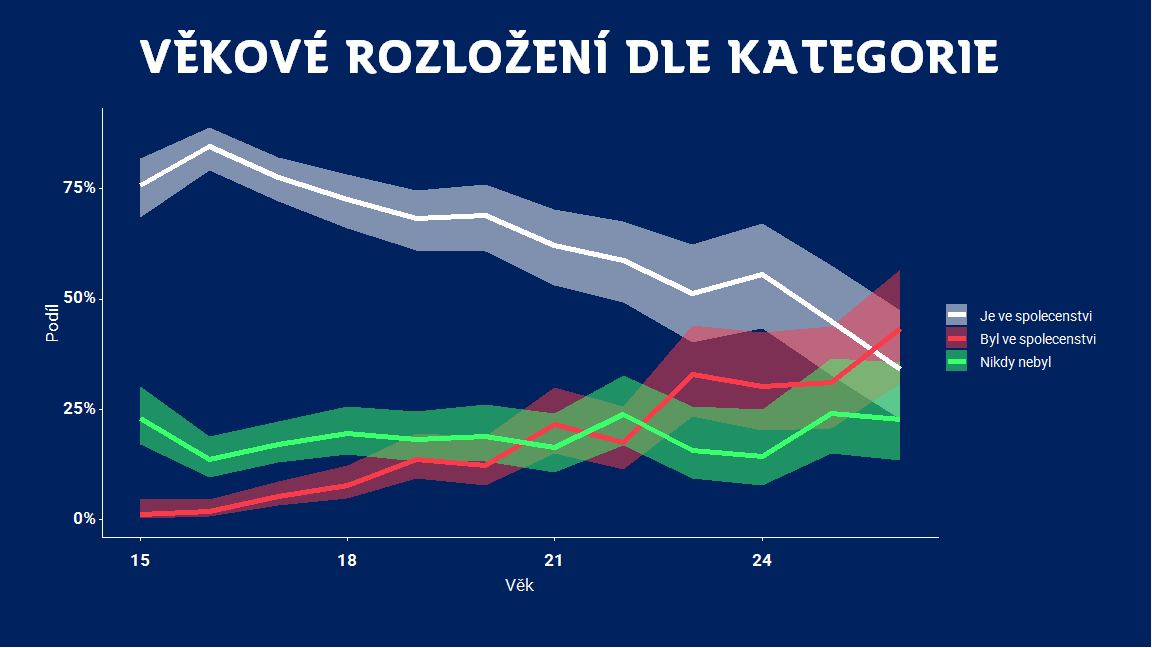 VĚKOVÉ ROZLOŽENÍ DLE KATEGORIE
75%
50%
25%
0%
Podíl
15 18 21 24
Věk
Je ve spolecenstvi
Byl ve spolecenstvi
Nikdy nebyl